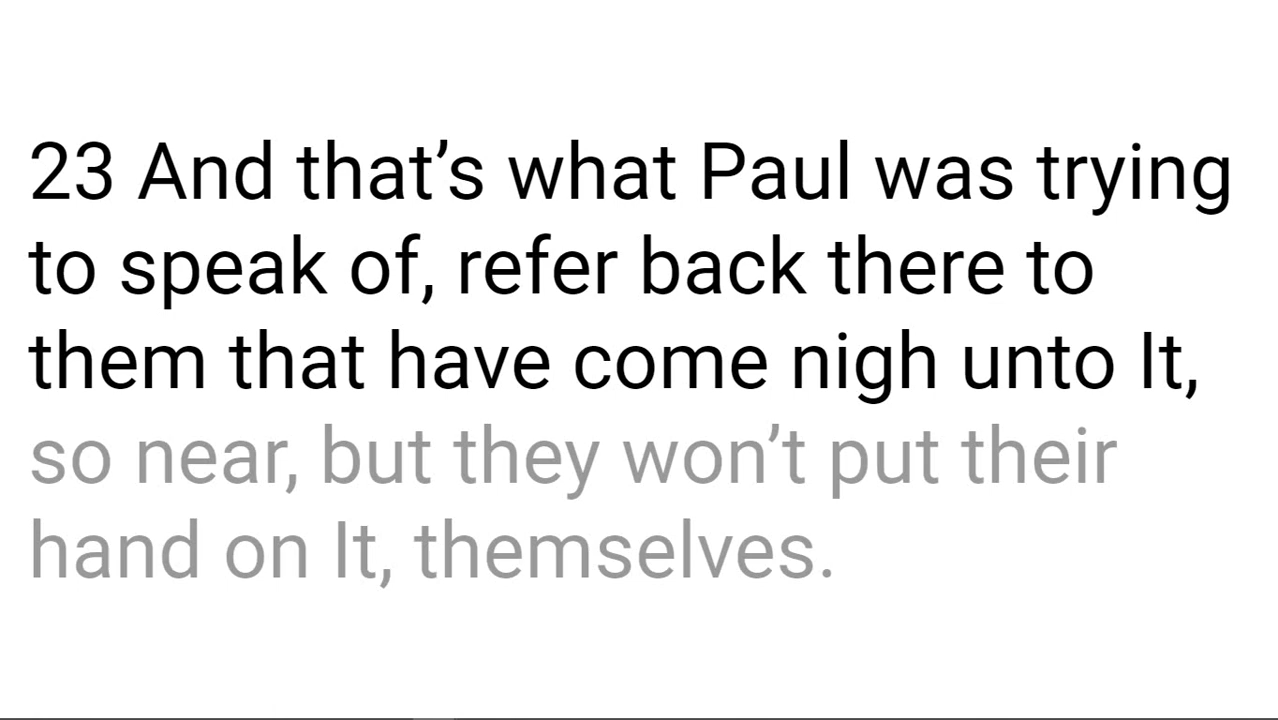 23 And that’s what Paul was trying
to speak of, refer back there to
them that have come nigh unto It,
so near, but they won’t put their
hand on It, themselves.